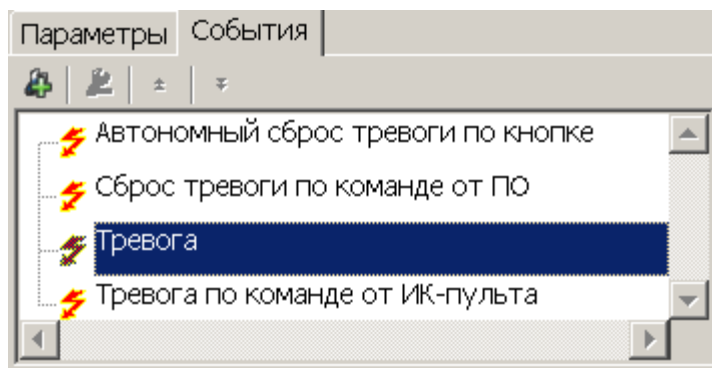 Параметры События
Автономный сброс тревоги по кнопке
Сброс тревоги по команде от ПО
Тревога
Тревога по команде от ИК-пульта